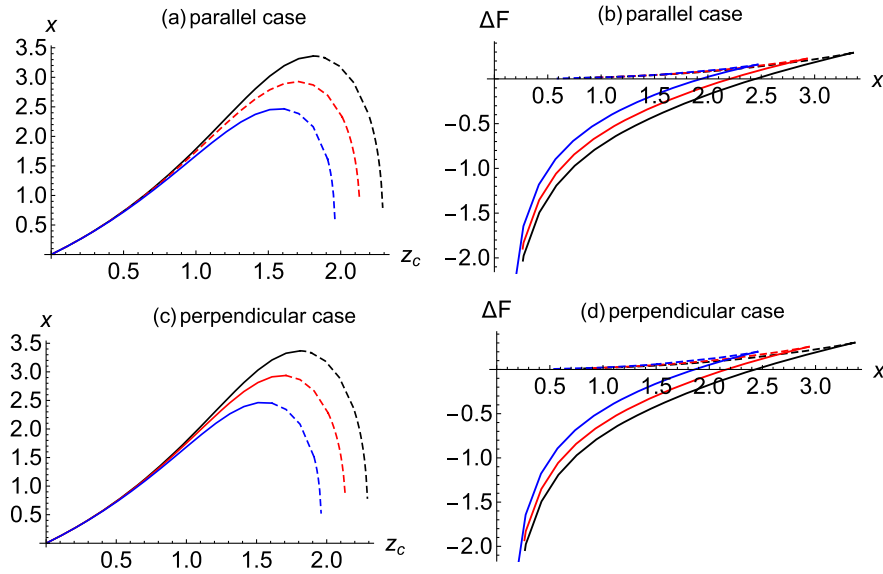 (a) parallel case
x
3.5
3.0
2.5
2.0
1.5
1.0
0.5
0.5 1.0 1.5 2.0
z_c
(b) parallel case
ΔF
x
0.5 1.0 1.5 2.0 2.5 3.0
−0.5
−1.0
−1.5
−2.0
(c) perpendicular case
x
3.5
3.0
2.5
2.0
1.5
1.0
0.5
0.5 1.0 1.5 2.0
z_c
(d) perpendicular case
ΔF
x
0.5 1.0 1.5 2.0 2.5 3.0
−0.5
−1.0
−1.5
−2.0